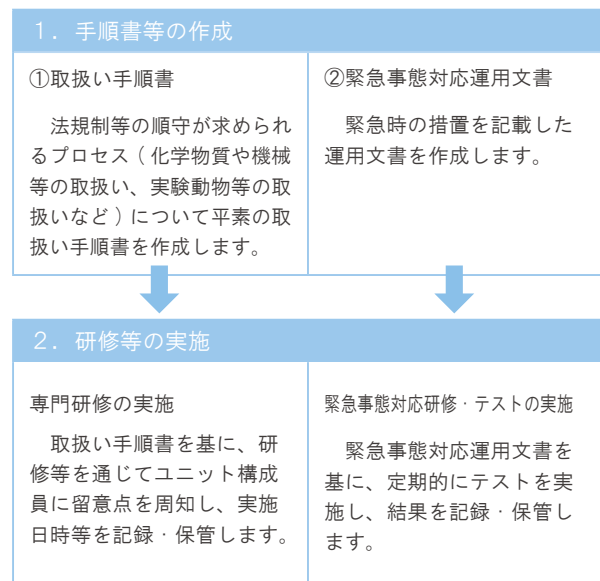 １．手順書等の作成
①取扱い手順書
法規制等の順守が求められ
るプロセス ( 化学物質や機械
等の取扱い、実験動物等の取
扱いなど ) について平素の取
扱い手順書を作成します。
②緊急事態対応運用文書
緊急時の措置を記載した
運用文書を作成します。
２．研修等の実施
専門研修の実施
取扱い手順書を基に、研
修等を通じてユニット構成
員に留意点を周知し、実施
日時等を記録・保管します。
緊急事態対応研修・テストの実施
緊急事態対応運用文書を
基に、定期的にテストを実
施し、結果を記録・保管し
ます。